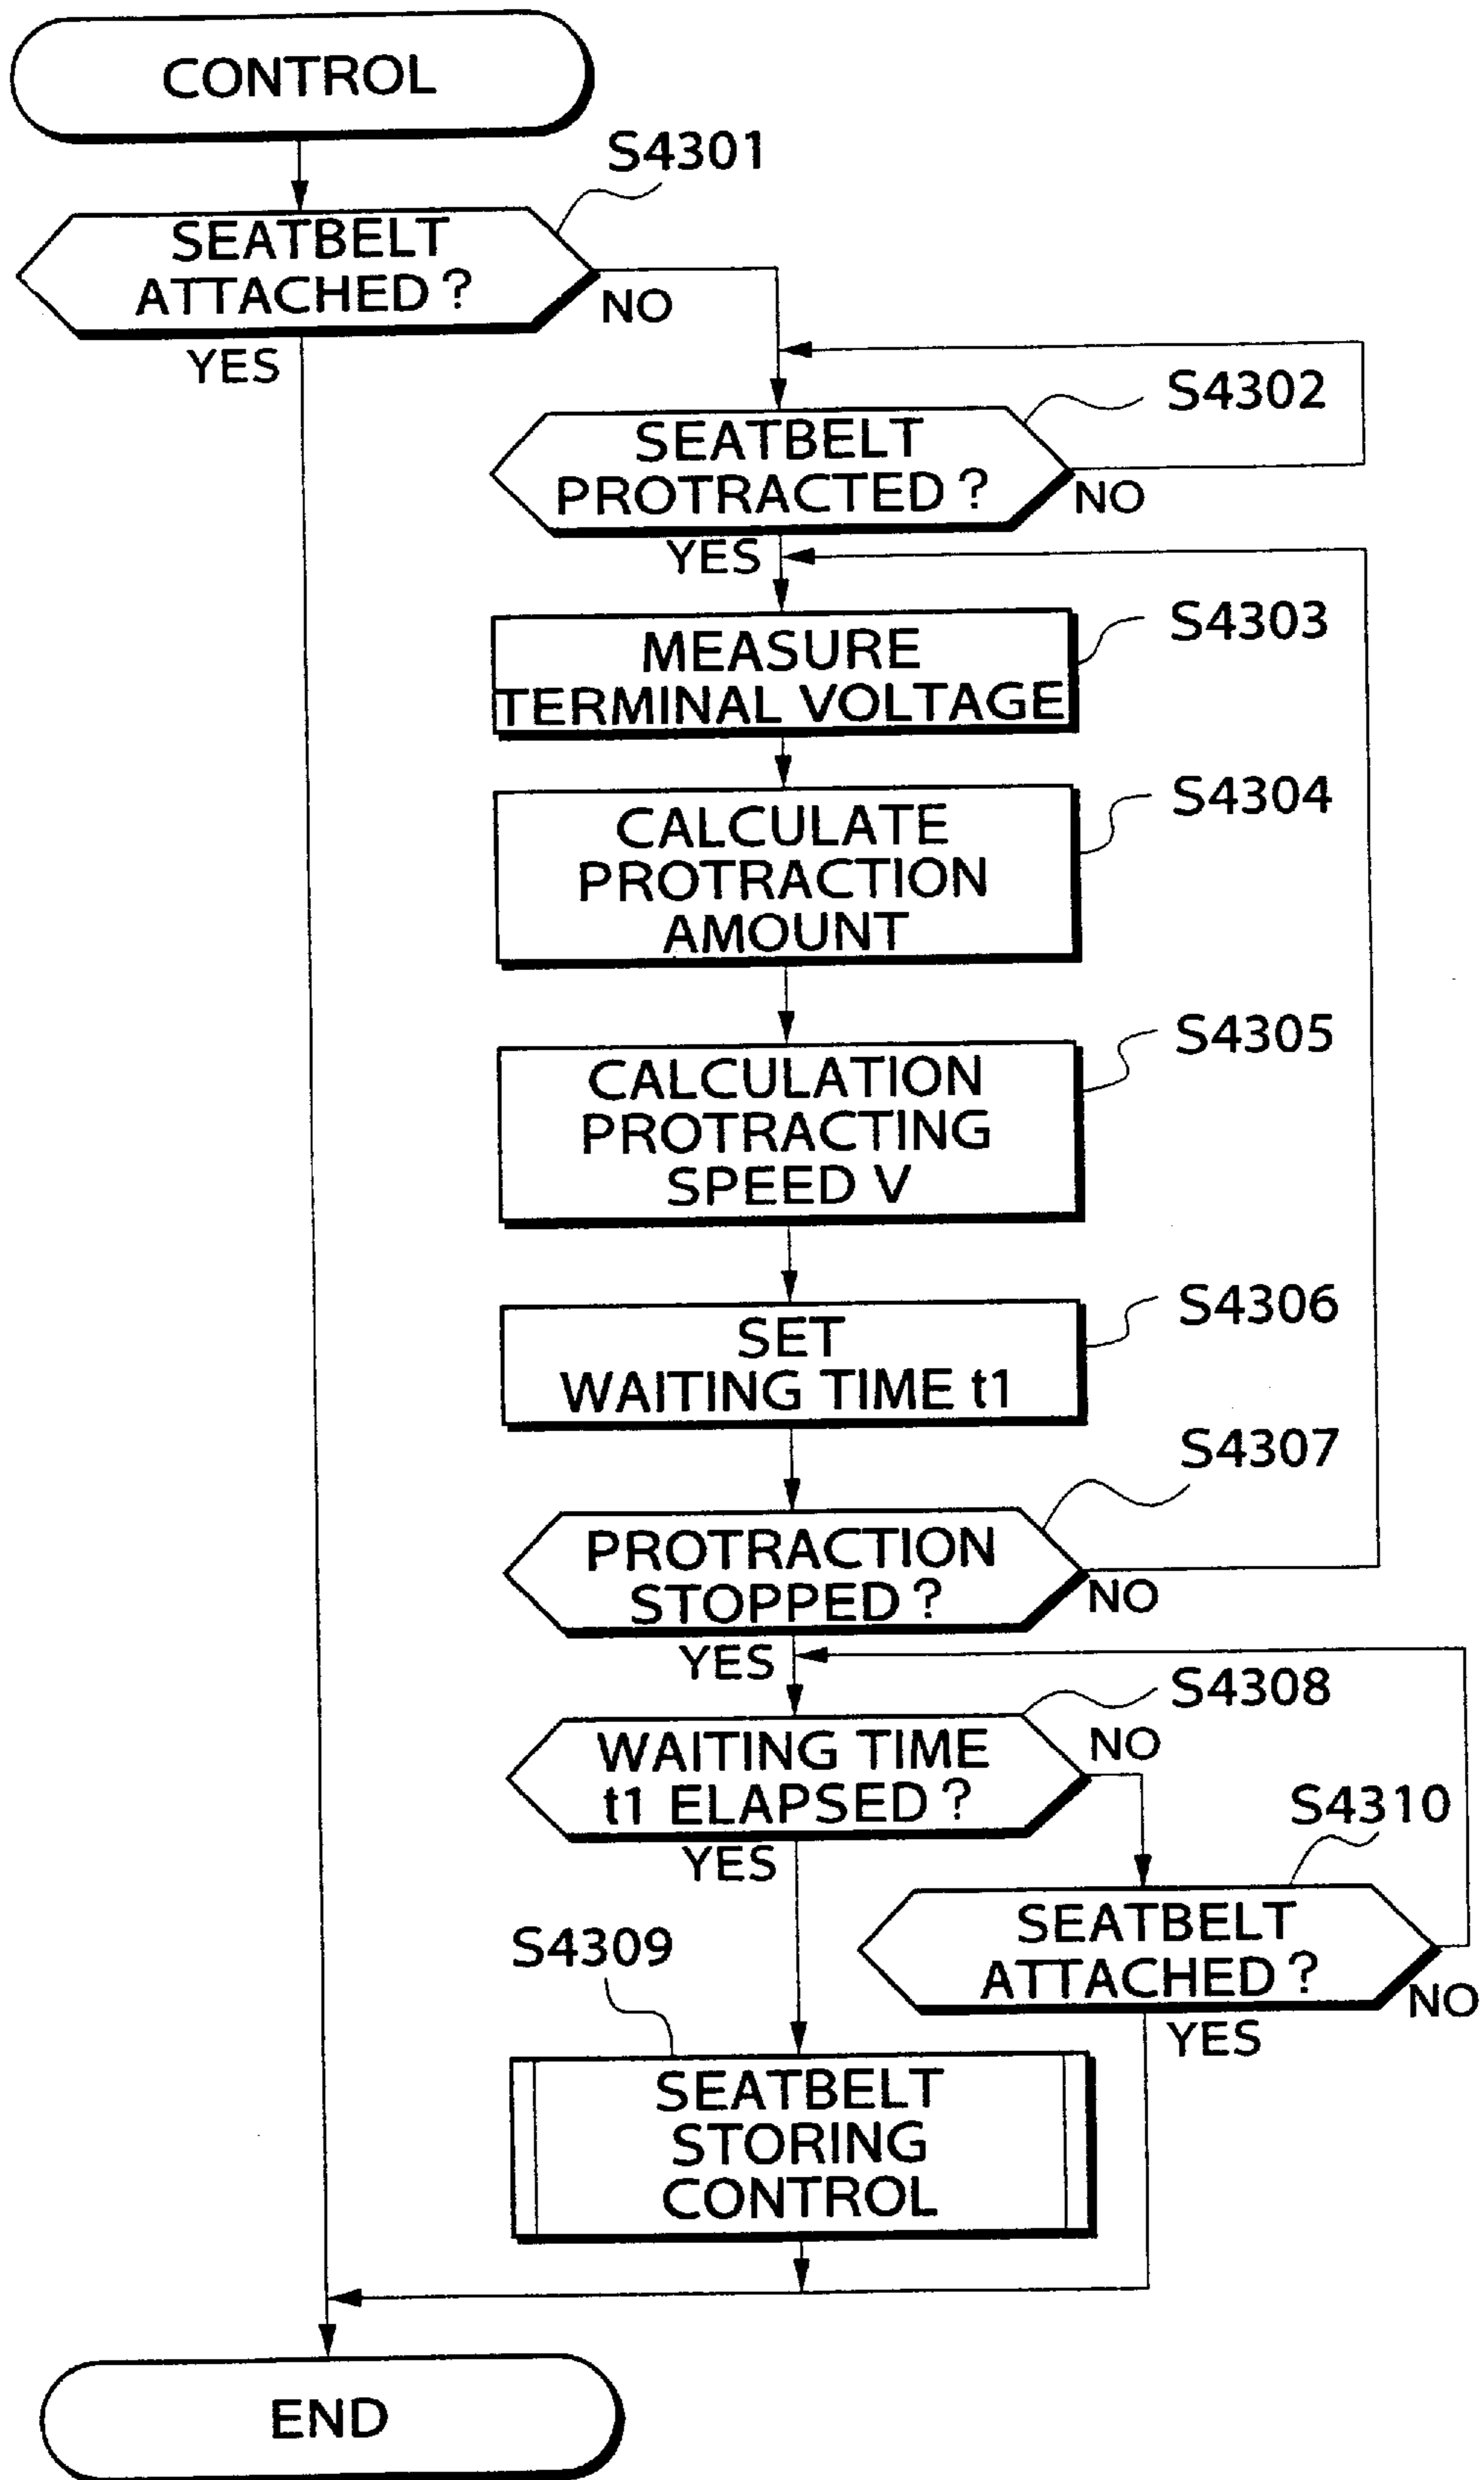 CONTROL
S4301
SEATBELT
ATTACHED ?
NO
YES
S4302
SEATBELT
PROTRACTED ?
NO
YES
S4303
MEASURE
TERMINAL VOLTAGE
S4304
CALCULATE
PROTRACTION
AMOUNT
S4305
CALCULATION
PROTRACTING
SPEED V
S4306
SET
WAITING TIME t1
S4307
PROTRACTION
STOPPED ?
NO
YES
S4308
WAITING TIME
t1 ELAPSED ?
NO
YES
S4310
SEATBELT
ATTACHED ?
NO
YES
S4309
SEATBELT
STORING
CONTROL
END